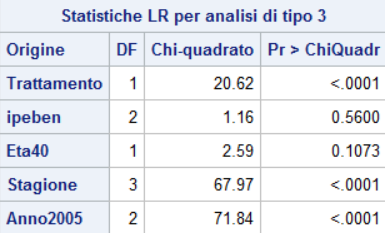 Statistiche LR per analisi di tipo 3
Origine DF Chi-quadrato Pr > ChiQuadr
Trattamento 1 20.62 <.0001
ipeben 2 1.16 0.5600
Eta40 1 2.59 0.1073
Stagione 3 67.97 <.0001
Anno2005 2 71.84 <.0001